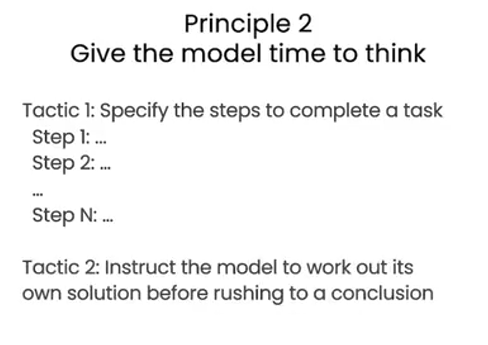 Principle 2
Give the model time to think
Tactic 1: Specify the steps to complete a task
Step 1: ...
Step 2: ...
...
Step N: ...
Tactic 2: Instruct the model to work out its
own solution before rushing to a conclusion